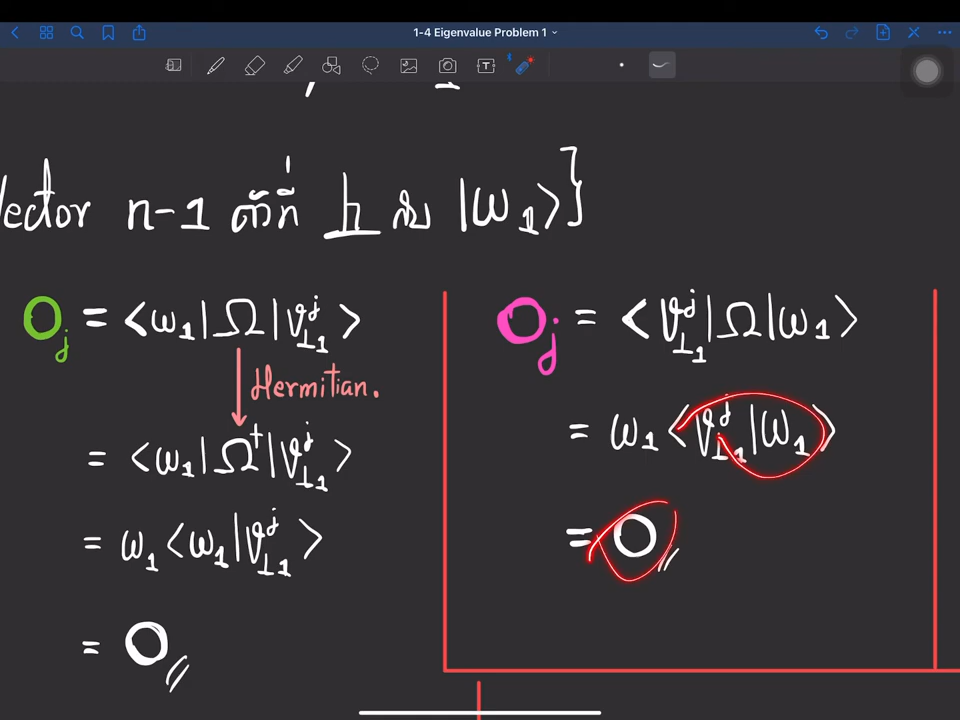 1-4 Eigenvalue Problem 1
Vector n-1 ตัวที่ ⊥ กับ |ω₁⟩}
O_j = <ω₁|Ω|V^j_⊥₁>
Hermitian.
= <ω₁|Ω†|V^j_⊥₁>
= ω₁<ω₁|V^j_⊥₁>
= 0
O_j = <V^j_⊥₁|Ω|ω₁>
= ω₁<V^j_⊥₁|ω₁>
= 0